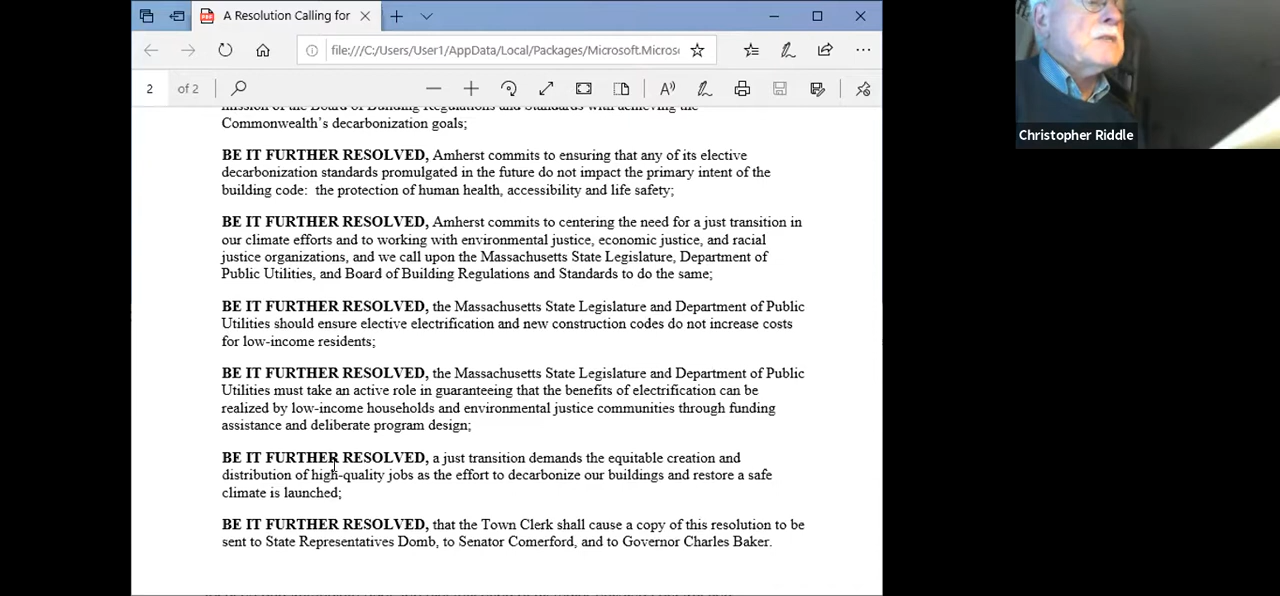 A Resolution Calling for
file:///C:/Users/User1/AppData/Local/Packages/Microsoft.Micros
2 of 2
mission of the Board of Building Regulations and Standards with achieving the
Commonwealth's decarbonization goals;
BE IT FURTHER RESOLVED, Amherst commits to ensuring that any of its elective
decarbonization standards promulgated in the future do not impact the primary intent of the
building code: the protection of human health, accessibility and life safety;
BE IT FURTHER RESOLVED, Amherst commits to centering the need for a just transition in
our climate efforts and to working with environmental justice, economic justice, and racial
justice organizations, and we call upon the Massachusetts State Legislature, Department of
Public Utilities, and Board of Building Regulations and Standards to do the same;
BE IT FURTHER RESOLVED, the Massachusetts State Legislature and Department of Public
Utilities should ensure elective electrification and new construction codes do not increase costs
for low-income residents;
BE IT FURTHER RESOLVED, the Massachusetts State Legislature and Department of Public
Utilities must take an active role in guaranteeing that the benefits of electrification can be
realized by low-income households and environmental justice communities through funding
assistance and deliberate program design;
BE IT FURTHER RESOLVED, a just transition demands the equitable creation and
distribution of high-quality jobs as the effort to decarbonize our buildings and restore a safe
climate is launched;
BE IT FURTHER RESOLVED, that the Town Clerk shall cause a copy of this resolution to be
sent to State Representatives Domb, to Senator Comerford, and to Governor Charles Baker.
Christopher Riddle